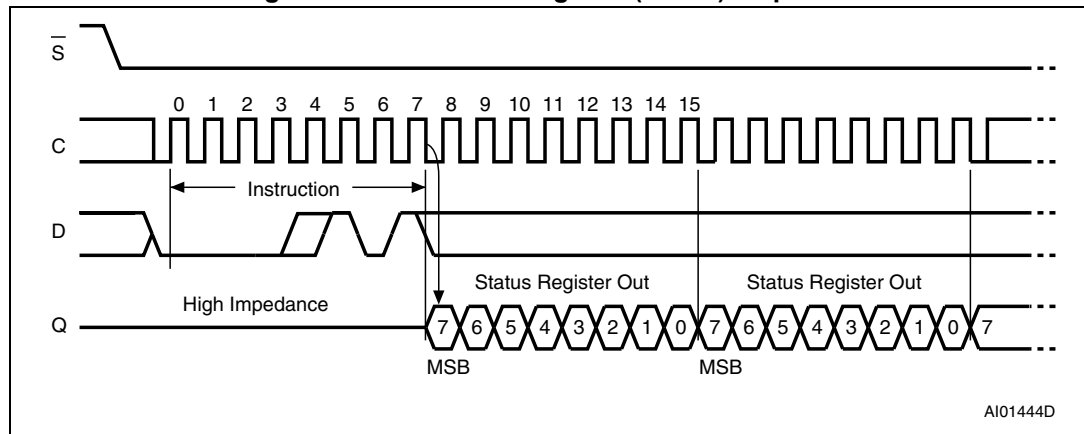 S
0 1 2 3 4 5 6 7 8 9 10 11 12 13 14 15
C
Instruction
D
Status Register Out Status Register Out
High Impedance
Q 7 6 5 4 3 2 1 0 7 6 5 4 3 2 1 0 7
MSB MSB
AI01444D